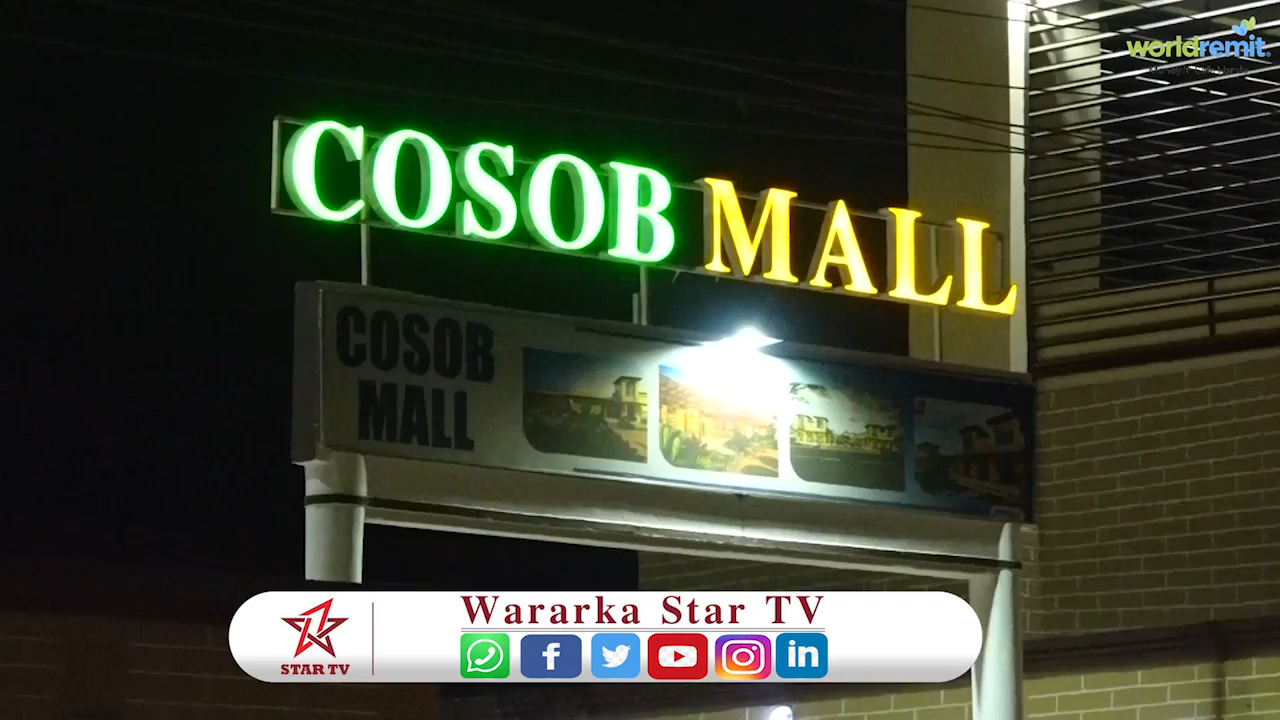 worldremit
COSOB MALL
COSOB
MALL
Wararka Star TV
STAR TV